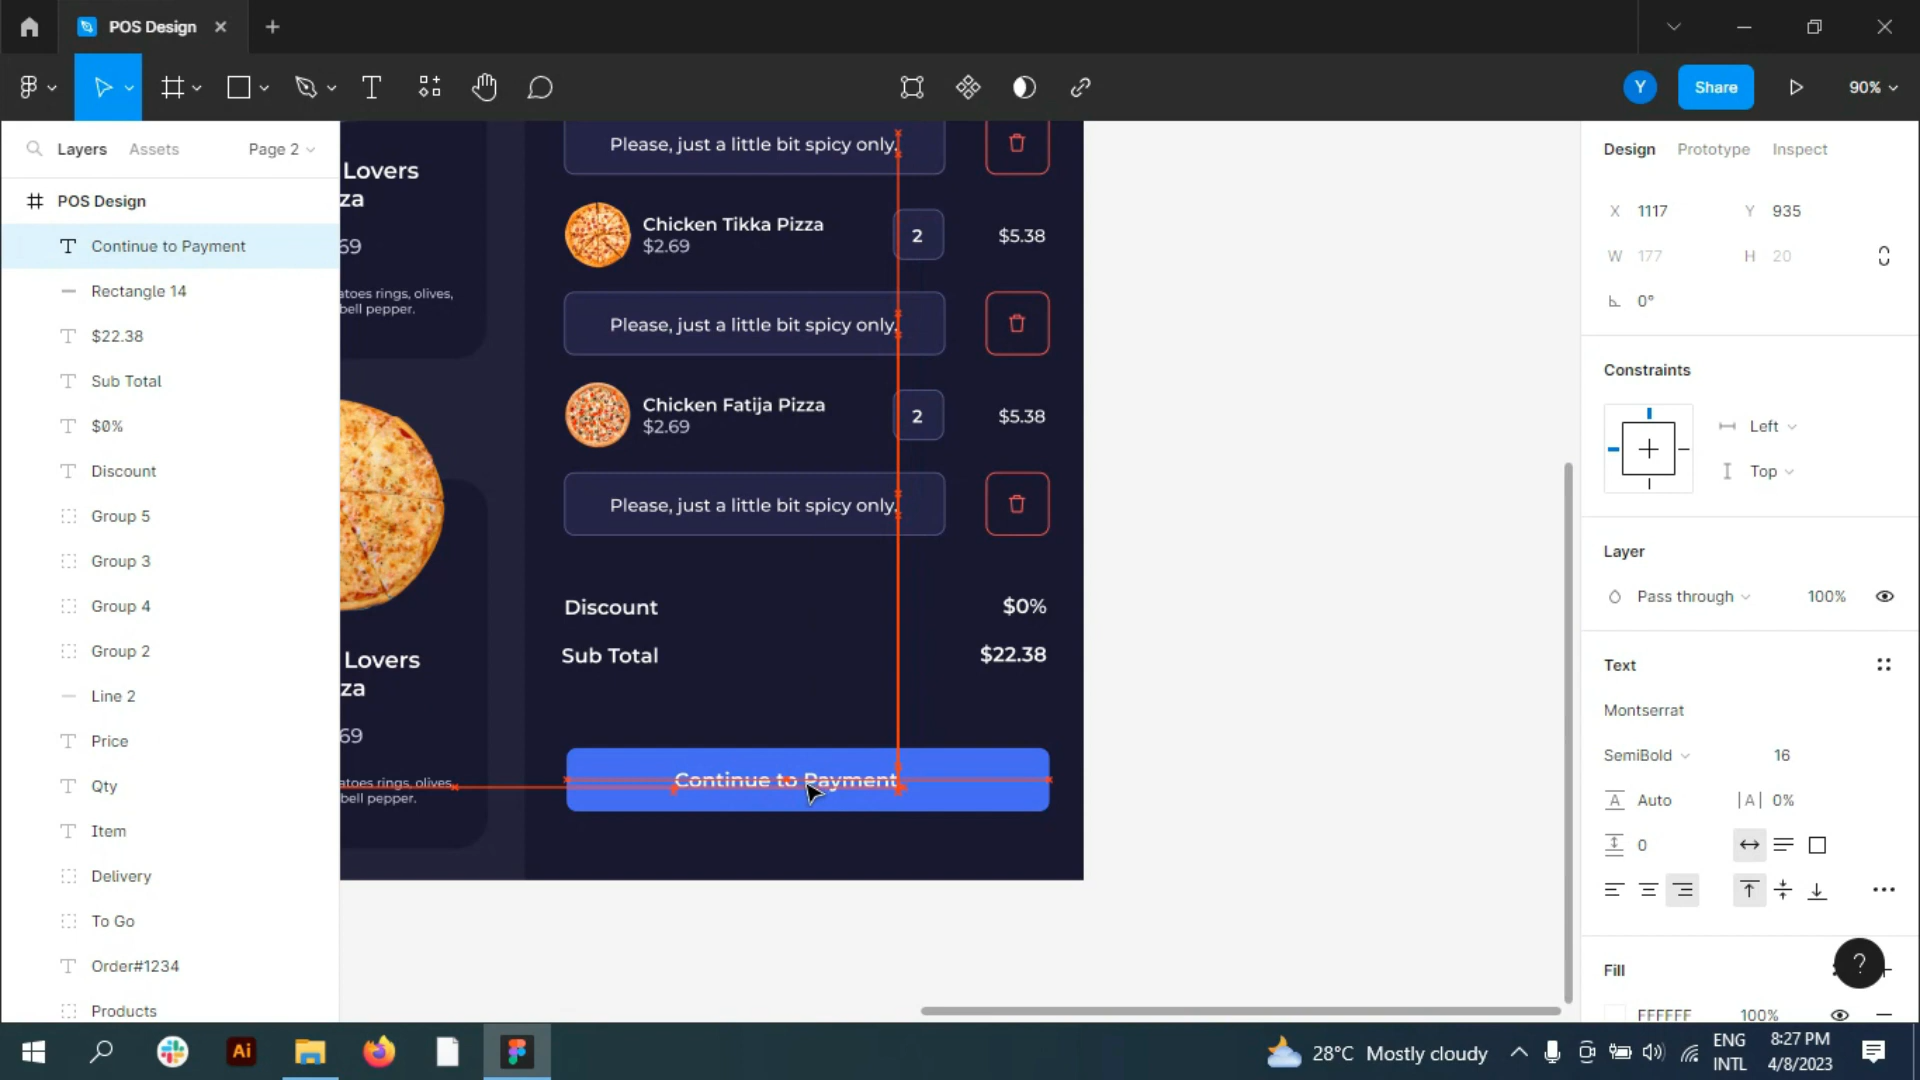 POS Design
Share
90%
Y
Layers
Assets
Page 2
POS Design
Continue to Payment
Rectangle 14
$22.38
Sub Total
$0%
Discount
Group 5
Group 3
Group 4
Group 2
Line 2
Price
Qty
Item
Delivery
To Go
Order#1234
Products
Lovers
za
69
atoes rings, olives,
bell pepper.
Lovers
za
69
atoes rings, olives,
bell pepper.
Please, just a little bit spicy only.
Chicken Tikka Pizza
$2.69
2
$5.38
Please, just a little bit spicy only.
Chicken Fatija Pizza
$2.69
2
$5.38
Please, just a little bit spicy only.
Discount
$0%
Sub Total
$22.38
Continue to Payment
Design
Prototype
Inspect
X 1117
Y 935
W 177
H 20
0°
Constraints
Left
Top
Layer
Pass through
100%
Text
Montserrat
SemiBold
16
Auto
|A| 0%
0
Fill
?
FFFFFF
100%
Ai
28°C Mostly cloudy
ENG
INTL
8:27 PM
4/8/2023